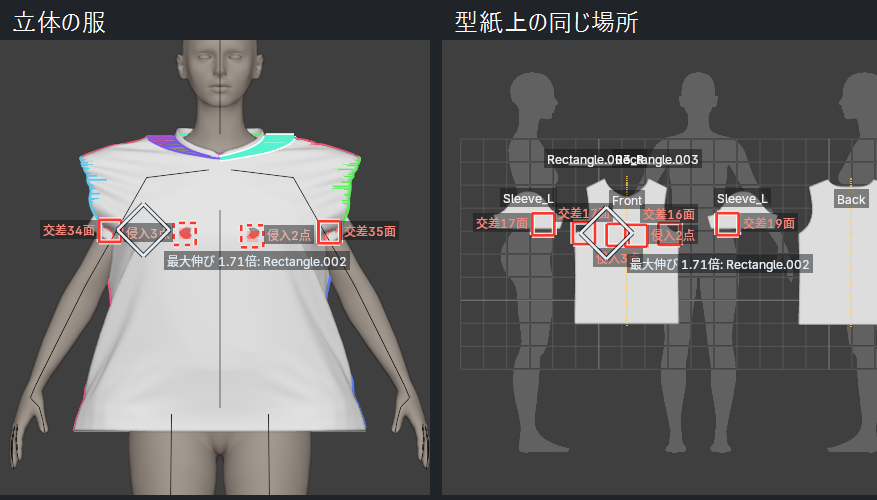 立体の服
型紙上の同じ場所
交差34面
侵入3点
侵入2点
交差35面
最大伸び 1.71倍: Rectangle.002
Rectangle.003
Sleeve_L
Front
Sleeve_L
Back
交差17面
交差16面
侵入2点
交差19面
最大伸び 1.71倍: Rectangle.002